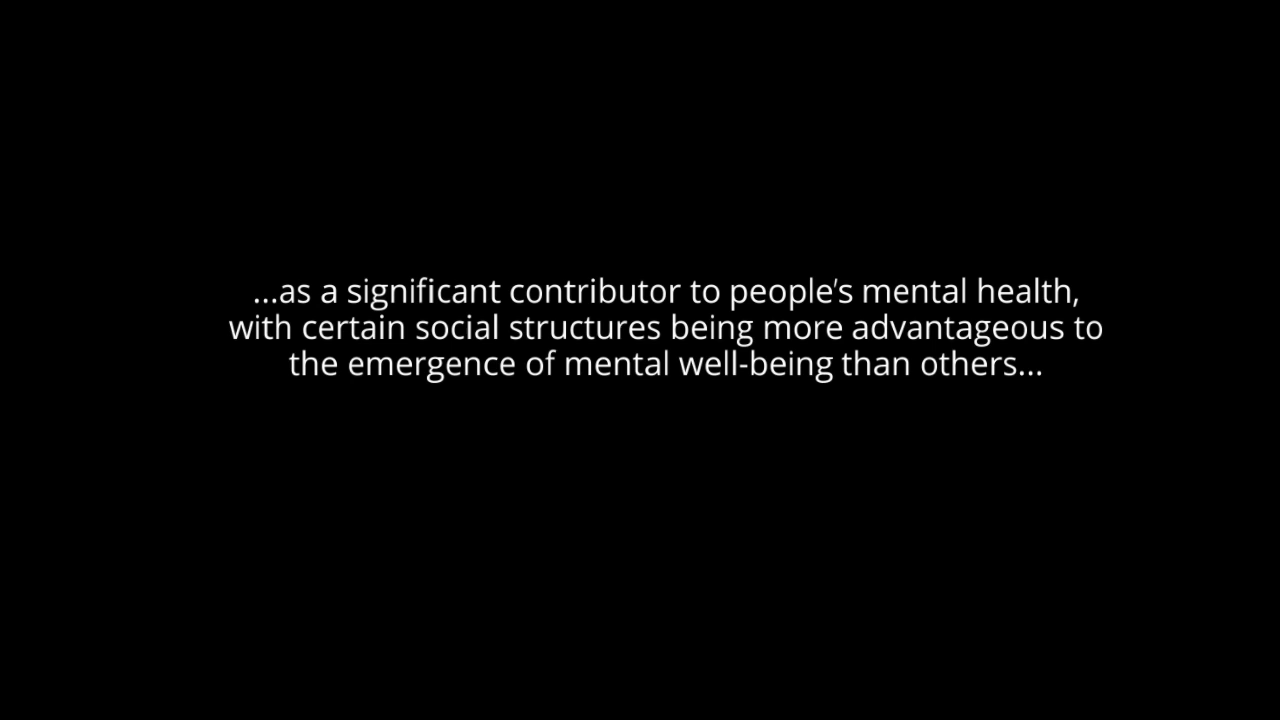 ...as a significant contributor to people's mental health,
with certain social structures being more advantageous to
the emergence of mental well-being than others...